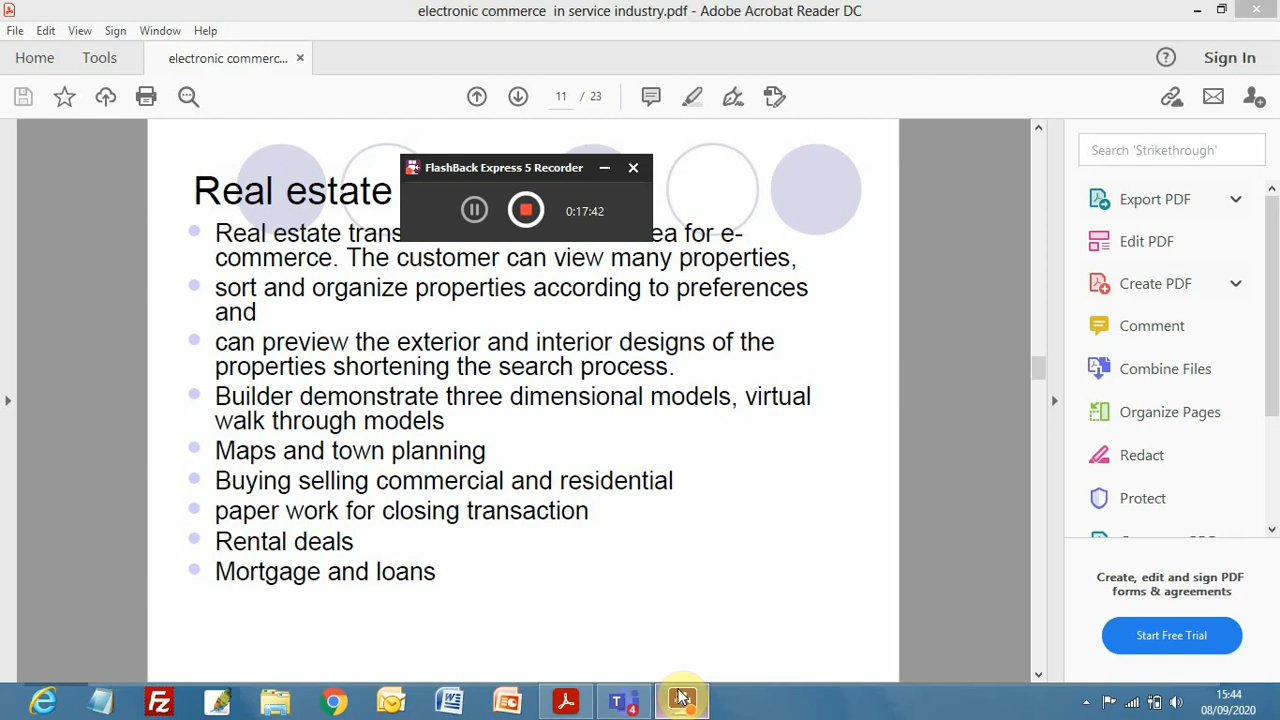 electronic commerce  in service industry.pdf - Adobe Acrobat Reader DC
File Edit View Sign Window Help
Home Tools electronic commerc... × Sign In
11 / 23
Search 'Strikethrough'
FlashBack Express 5 Recorder
0:17:42
Real estate
Real estate trans ea for e-
commerce. The customer can view many properties,
sort and organize properties according to preferences
and
can preview the exterior and interior designs of the
properties shortening the search process.
Builder demonstrate three dimensional models, virtual
walk through models
Maps and town planning
Buying selling commercial and residential
paper work for closing transaction
Rental deals
Mortgage and loans
Export PDF
Edit PDF
Create PDF
Comment
Combine Files
Organize Pages
Redact
Protect
Create, edit and sign PDF
forms & agreements
Start Free Trial
4
15:44
08/09/2020